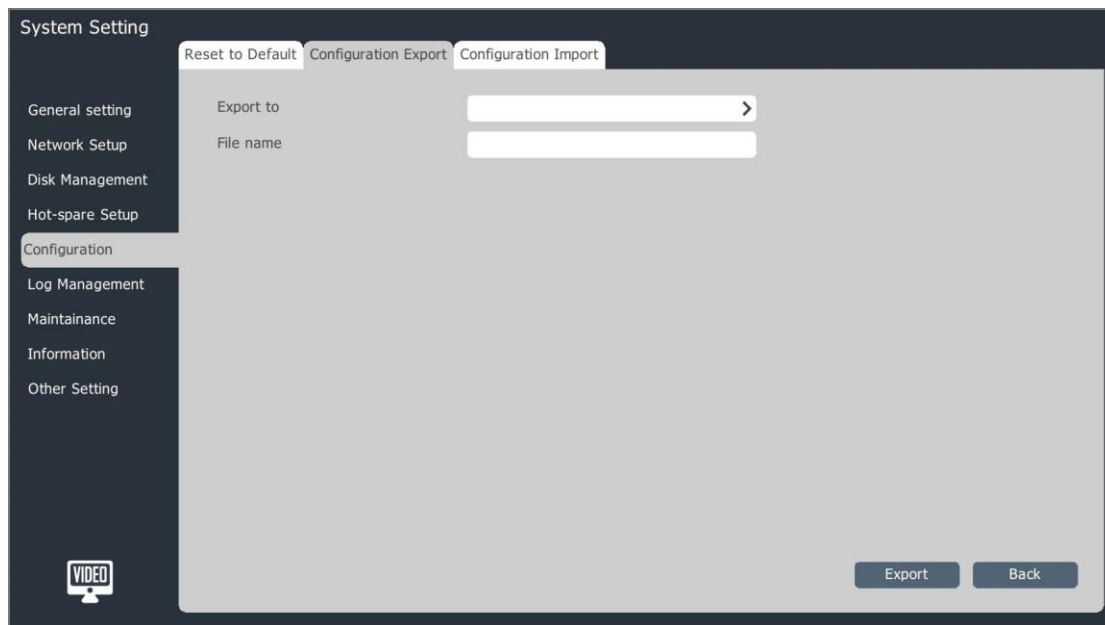 System Setting
Reset to Default Configuration Export Configuration Import
General setting
Network Setup
Disk Management
Hot-spare Setup
Configuration
Log Management
Maintainance
Information
Other Setting
Export to
File name
VIDEO
Export Back